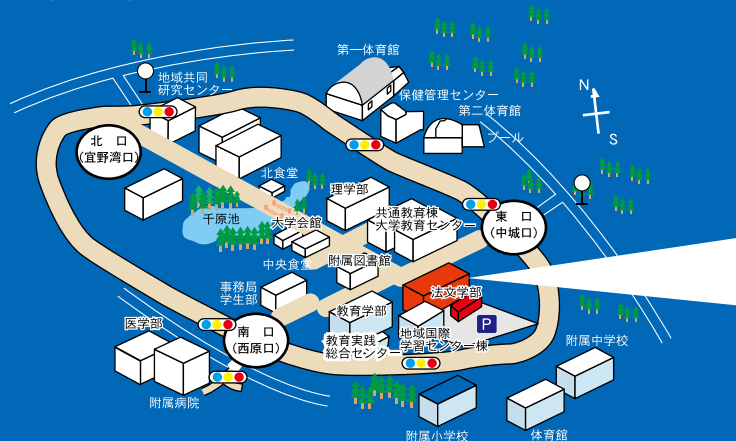 第一体育館
地域共同
研究センター
保健管理センター
第二体育館
プール
N
S
北 口
(宜野湾口)
北食堂
理学部
千原池
大学会館
共通教育棟
大学教育センター
東 口
(中城口)
中央食堂
附属図書館
事務局
学生部
法文学部
教育学部
P
医学部
南 口
(西原口)
教育実践
総合センター
地域国際
学習センター棟
附属中学校
附属病院
附属小学校
体育館